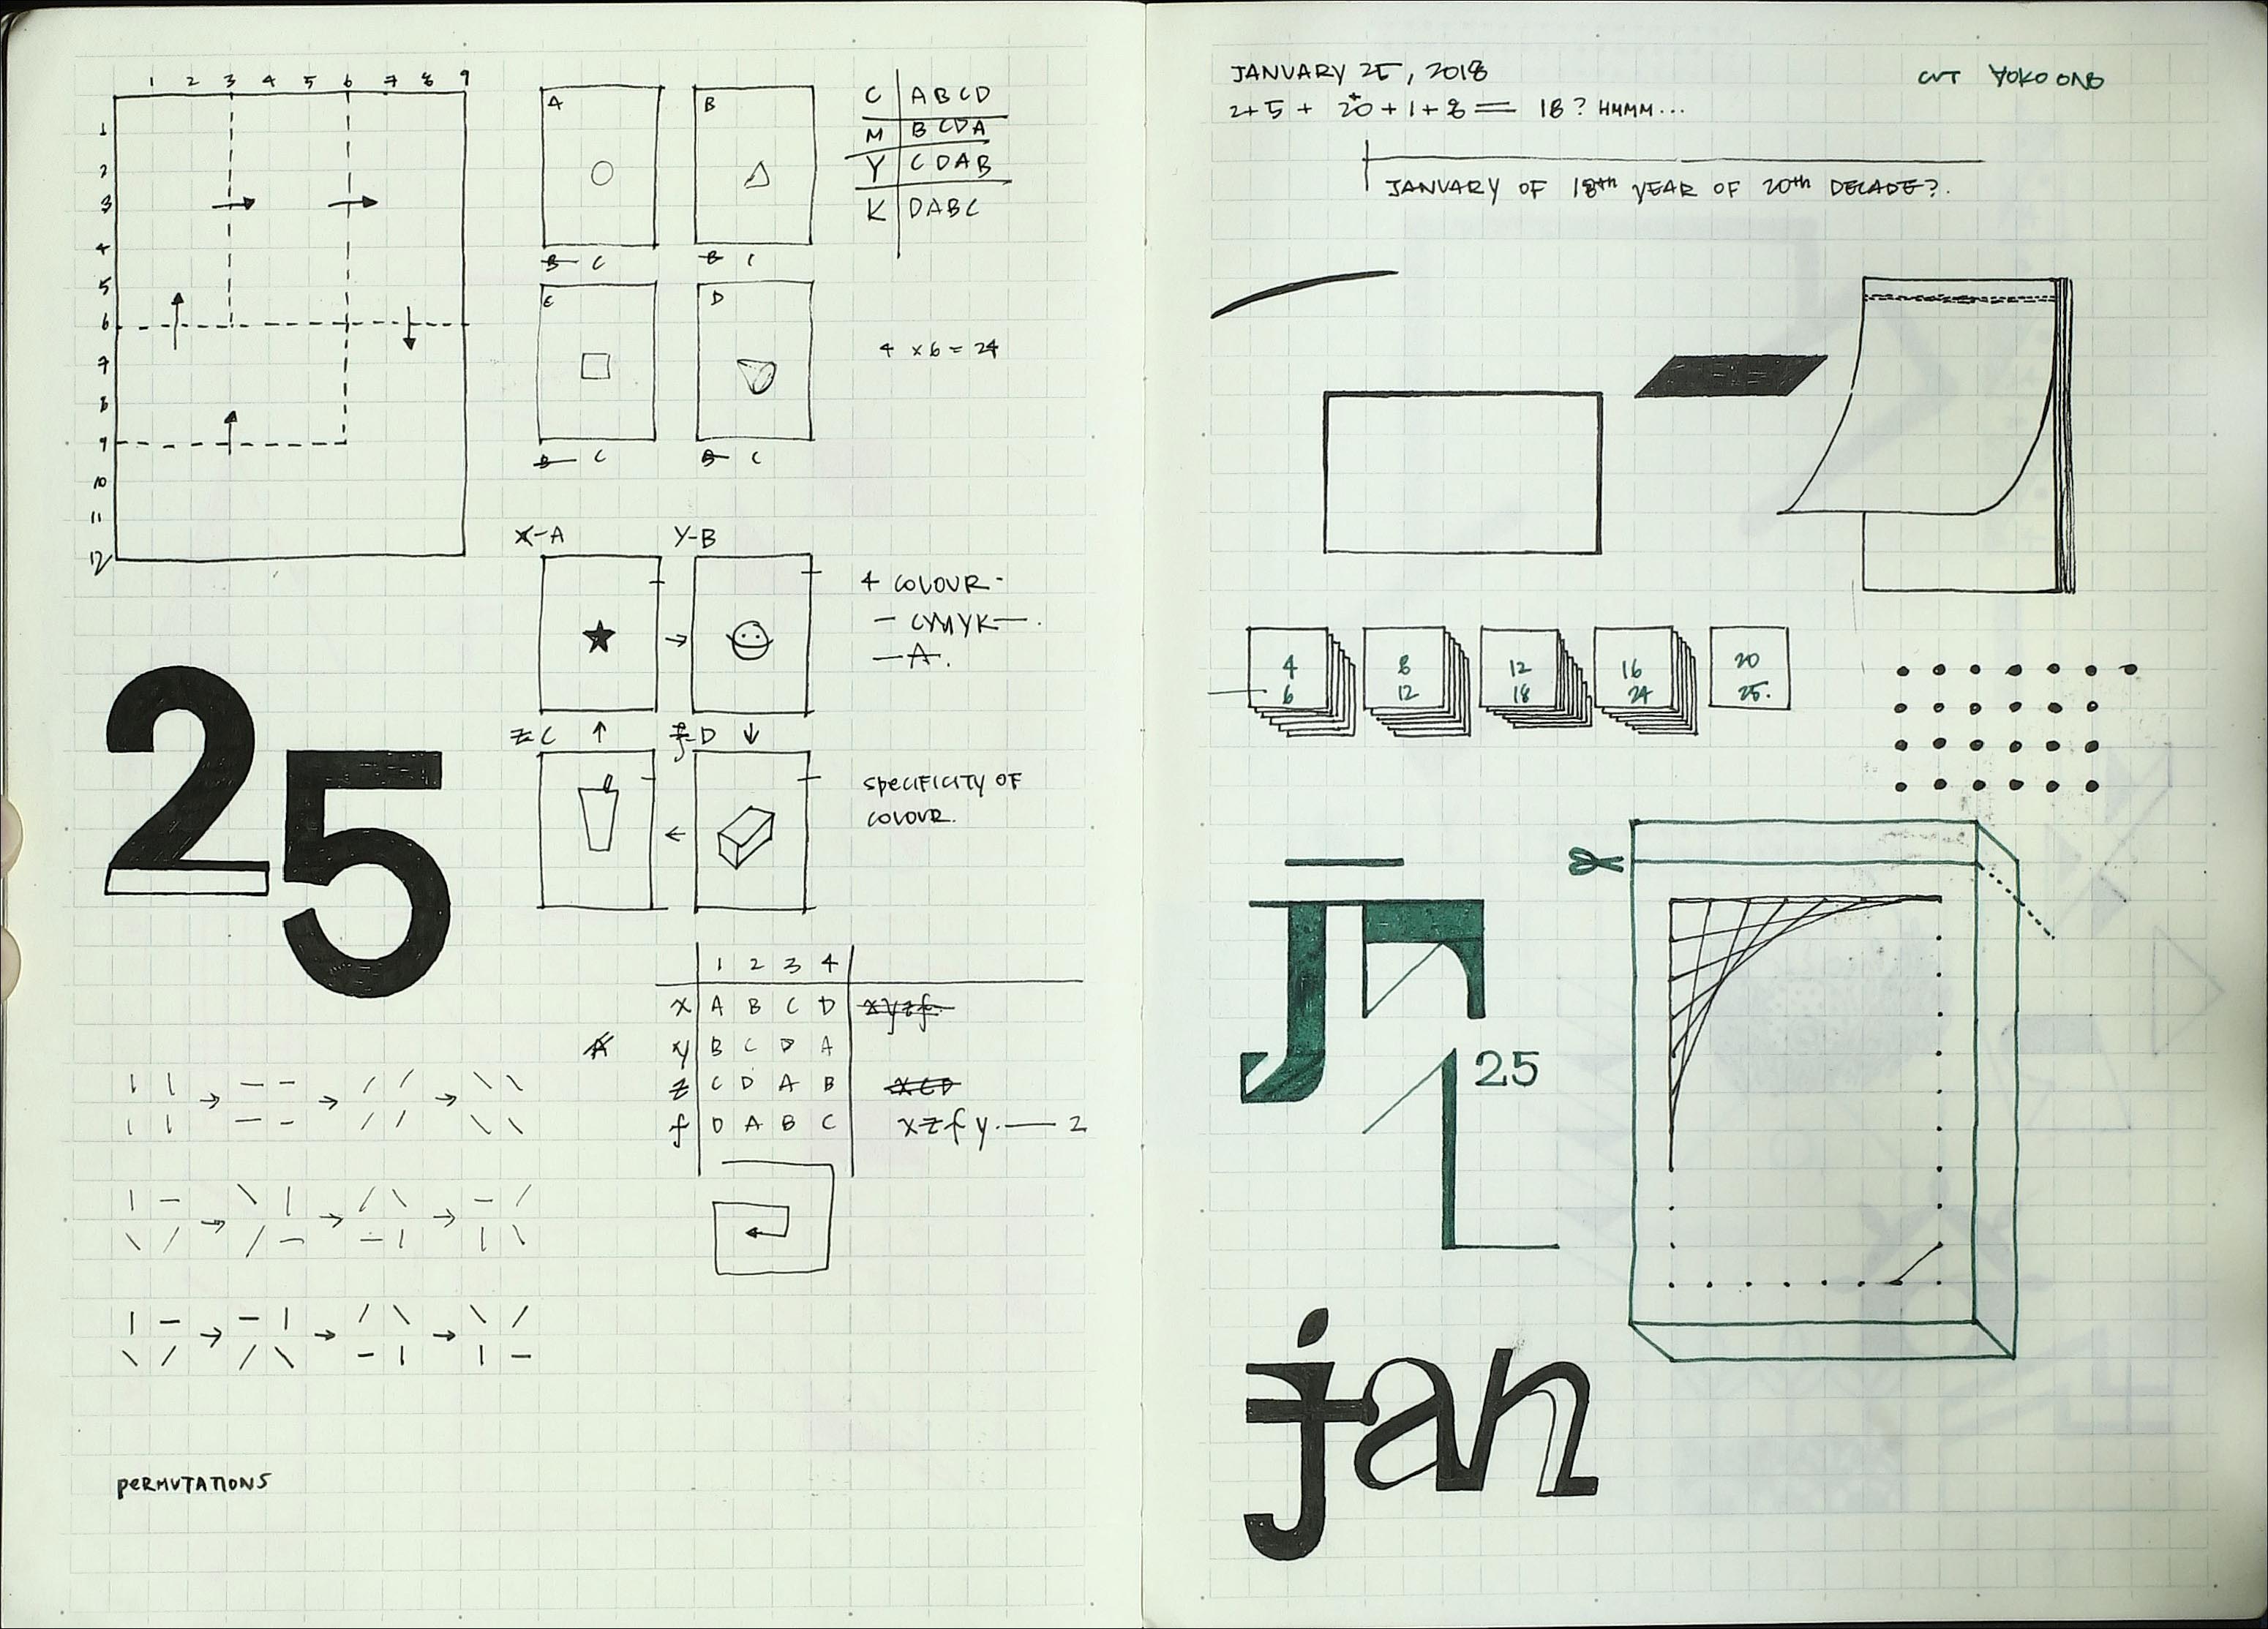 1 2 3 4 5 6 7 8 9
1
2
3
4
5
6
7
8
9
10
11
12
A
B
B C
B C
C
D
B C
B C
C ABCD
M BCDA
Y CDAB
K DABC
4 x 6 = 24
X-A
Y-B
Z C
f-D
4 COLOUR-
- CMYK -.
- A.
SPECIFICITY OF
COLOUR.
25
1 2 3 4
x A B C D xyzf
A
y B C D A
z C D A B XCD
f D A B C xzfy. — 2
PERMUTATIONS
JANUARY 25, 2018
2+5 + 2+0+1+8 = 18? HMMM...
JANUARY OF 18th YEAR OF 20th DECADE?.
CUT YOKO ONO
4
6
8
12
12
18
16
24
20
25.
25
jan